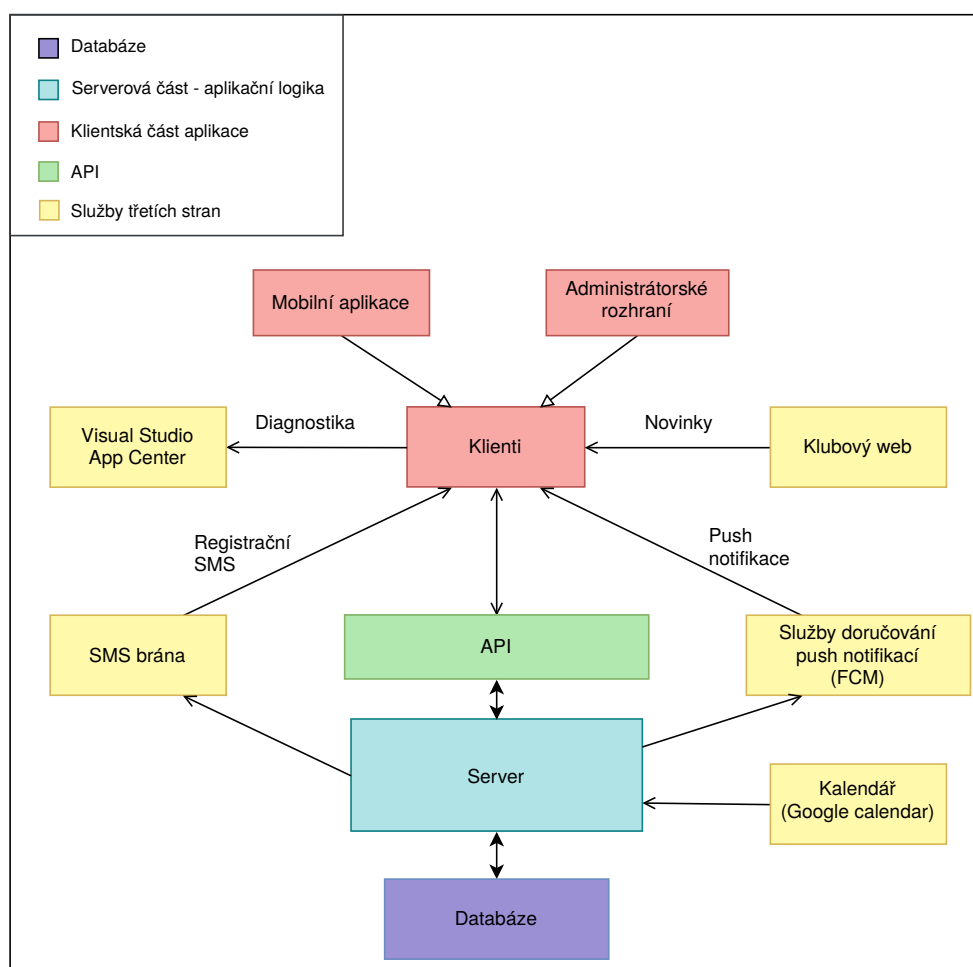 Databáze
Serverová část - aplikační logika
Klientská část aplikace
API
Služby třetích stran
Mobilní aplikace
Administrátorské
rozhraní
Visual Studio
App Center
Diagnostika
Klienti
Novinky
Klubový web
Registrační
SMS
Push
notifikace
SMS brána
API
Služby doručování
push notifikací
(FCM)
Server
Kalendář
(Google calendar)
Databáze